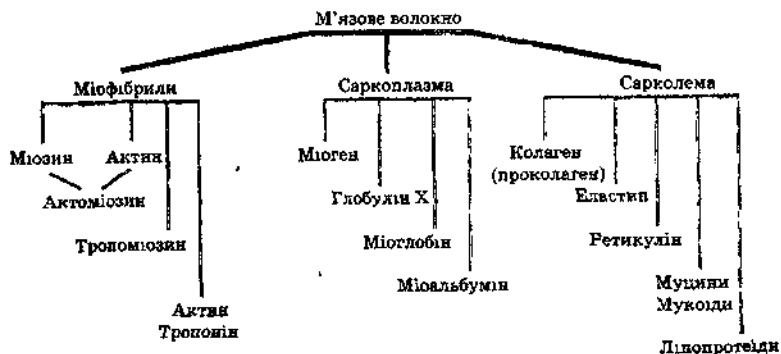 М'язове волокно
Міофібрили
Саркоплазма
Сарколема
Міозин
Актин
Актоміозин
Тропоміозин
Актин
Тропонін
Міоген
Глобулін X
Міоглобін
Міоальбумін
Колаген
(проколаген)
Еластин
Ретикулін
Муцини
Мукоїди
Ліпопротеїди